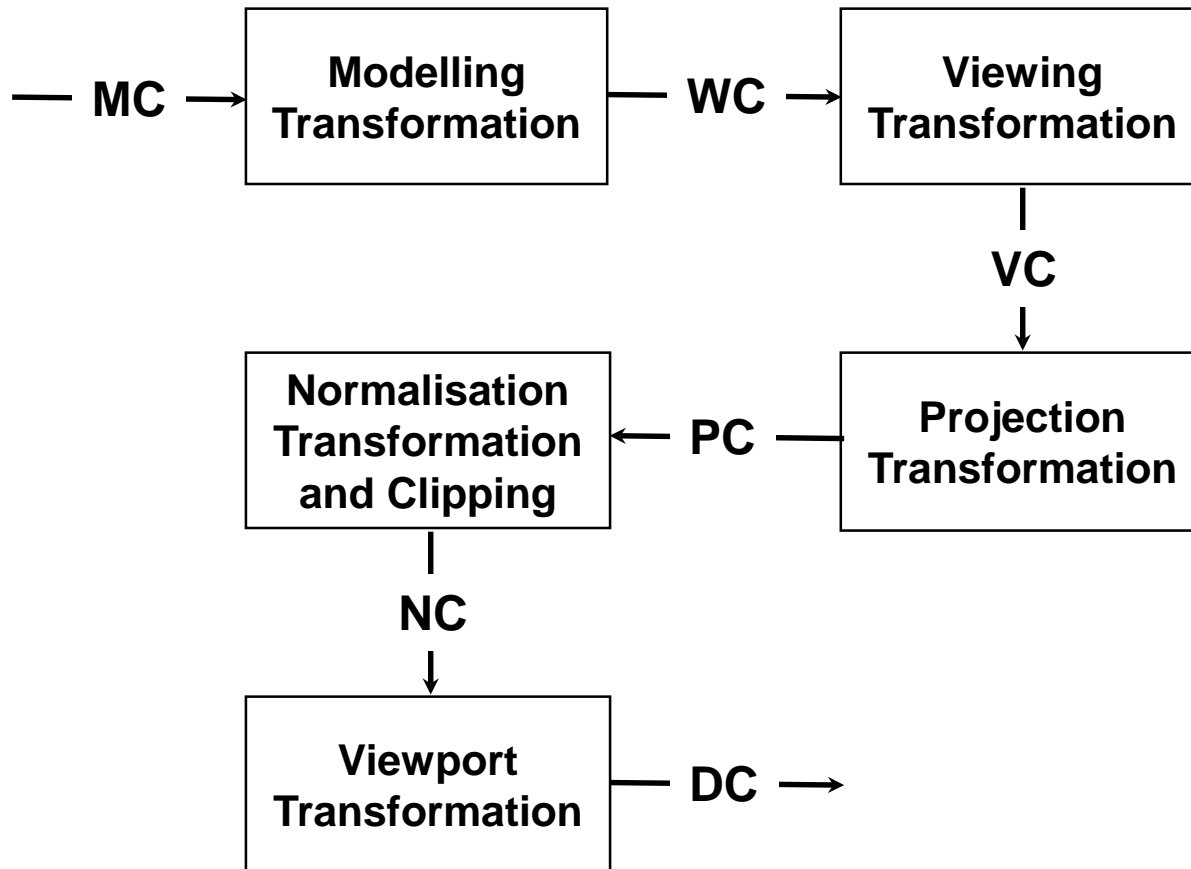 MC
Modelling
Transformation
WC
Viewing
Transformation
VC
Projection
Transformation
PC
Normalisation
Transformation
and Clipping
NC
Viewport
Transformation
DC